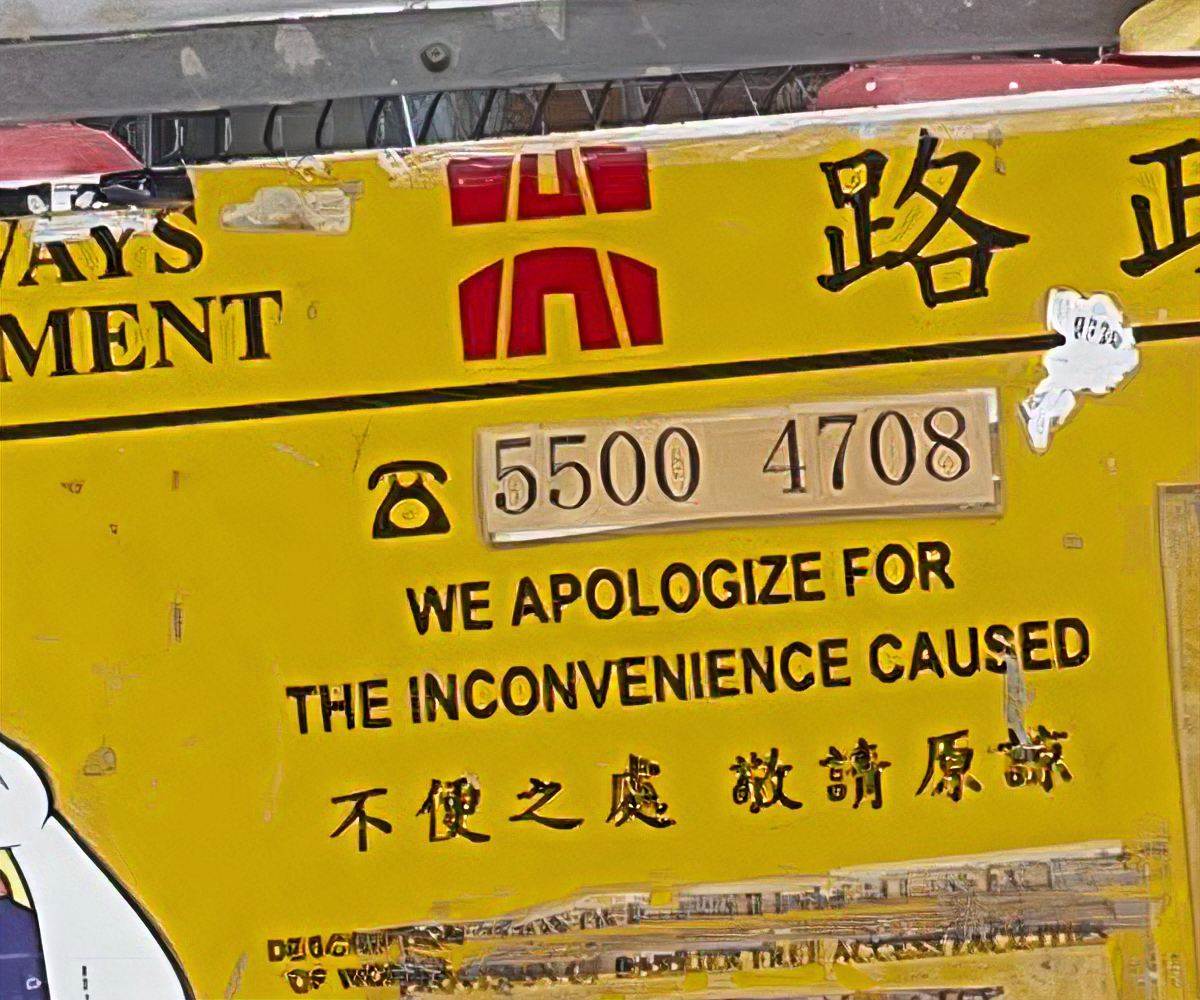 WAYS
MENT
路
5500 4708
WE APOLOGIZE FOR
THE INCONVENIENCE CAUSED
不便之處 敬請原諒